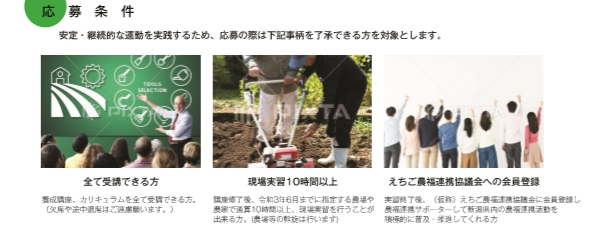 応募条件
安定・継続的な運動を実践するため、応募の際は下記事柄を了承できる方を対象とします。
TOOLS
SELECTION
PIXTA
PIXTA
PIXTA
全て受講できる方
養成講座、カリキュラムを全て受講できる方。
（欠席や途中退席はご遠慮願います。）
現場実習10時間以上
講座修了後、令和3年6月までに指定する農場や
農家で通算10時間以上、現場実習を行うことが
出来る方。(農場等の斡旋は行います)
えちご農福連携協議会への会員登録
実習終了後、（仮称）えちご農福連携協議会に会員登録し
農福連携サポーターして新潟県内の農福連携活動を
積極的に普及・推進してくれる方